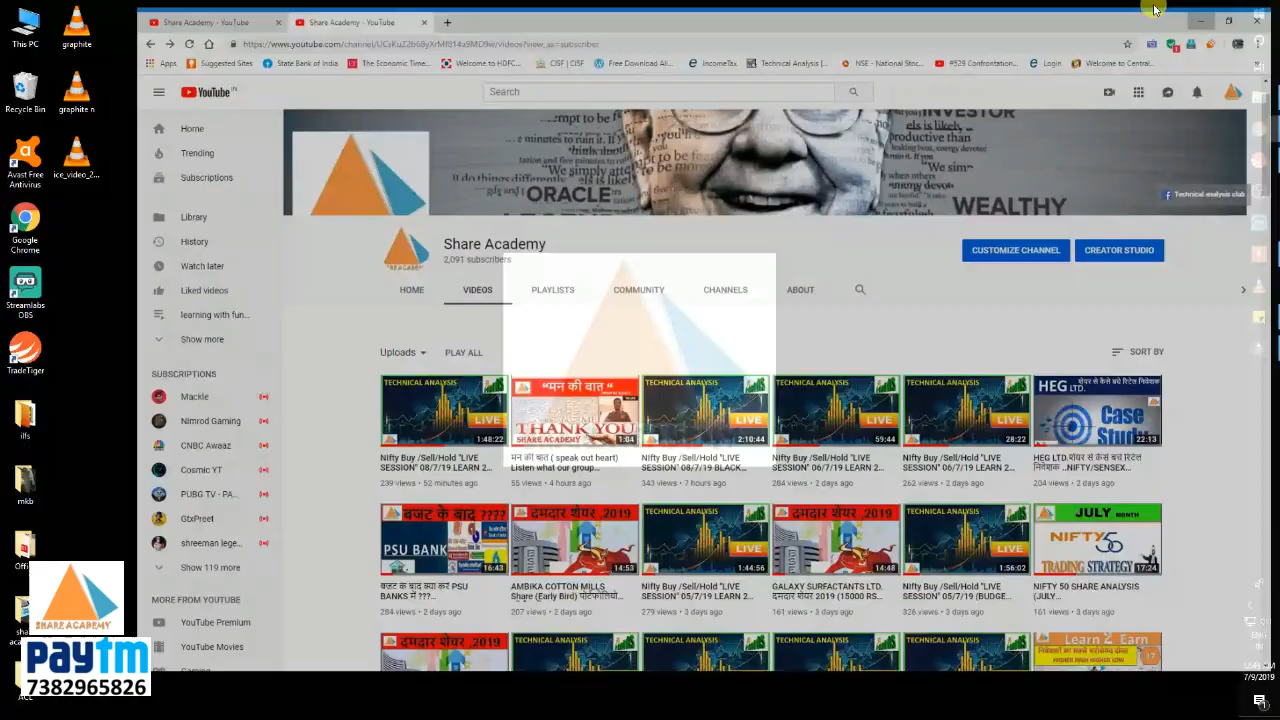 This PC
graphite
Recycle Bin
graphite n
Avast Free
Antivirus
ice_video_2...
Google
Chrome
Streamlabs
OBS
TradeTiger
ilfs
mkb
SHARE ACADEMY
paytm
7382965826
Share Academy - YouTube
Share Academy - YouTube
Apps
Suggested Sites
State Bank of India
The Economic Time...
Welcome to HDFC...
CISF | CISF
Free Download All...
IncomeTax
Technical Analysis |...
NSE - National Stoc...
#529 Confrontation...
Login
Welcome to Central...
YouTube IN
Search
Home
Trending
Subscriptions
Library
History
Watch later
Liked videos
learning with fun...
Show more
SUBSCRIPTIONS
Mackle
Nimrod Gaming
CNBC Awaaz
Cosmic YT
PUBG TV - PA...
GtxPreet
shreeman lege...
Show 119 more
MORE FROM YOUTUBE
YouTube Premium
YouTube Movies
INVESTOR
productive
ORACLE
WEALTHY
Technical analysis club
Share Academy
2,091 subscribers
CUSTOMIZE CHANNEL
CREATOR STUDIO
HOME
VIDEOS
PLAYLISTS
COMMUNITY
CHANNELS
ABOUT
Uploads
PLAY ALL
SORT BY
TECHNICAL ANALYSIS
LIVE
1:48:22
"मन की बात "
THANK YOU
SHARE ACADEMY
1:04
TECHNICAL ANALYSIS
LIVE
2:10:44
TECHNICAL ANALYSIS
LIVE
59:44
TECHNICAL ANALYSIS
LIVE
28:22
HEG शेयर से कैसे बचे रिटेल निवेशक
LTD.
Case
Study
22:13
Nifty Buy /Sell/Hold "LIVE
SESSION" 08/7/19 LEARN 2...
239 views • 52 minutes ago
मन की बात ( speak out heart)
Listen what our group...
55 views • 4 hours ago
Nifty Buy /Sell/Hold "LIVE
SESSION" 08/7/19 BLACK...
343 views • 7 hours ago
Nifty Buy /Sell/Hold "LIVE
SESSION" 06/7/19 LEARN 2...
284 views • 2 days ago
Nifty Buy /Sell/Hold "LIVE
SESSION" 06/7/19 LEARN 2...
262 views • 2 days ago
HEG LTD.शेयर से कैसे बचे रिटेल
निवेशक ..NIFTY/SENSEX...
204 views • 2 days ago
बजट के बाद ????
PSU BANK
16:43
दमदार शेयर ,2019
14:53
TECHNICAL ANALYSIS
LIVE
1:44:56
दमदार शेयर ,2019
14:48
TECHNICAL ANALYSIS
LIVE
1:56:02
JULY MONTH
NIFTY 50
TRADING STRATEGY
17:24
बजट के बाद क्या करें PSU
BANKS में ???...
284 views • 2 days ago
AMBIKA COTTON MILLS
Share (Early Bird) पोर्टफोलियो...
207 views • 2 days ago
Nifty Buy /Sell/Hold "LIVE
SESSION" 05/7/19 LEARN 2...
279 views • 3 days ago
GALAXY SURFACTANTS LTD.
दमदार शेयर 2019 (15000 RS...
161 views • 3 days ago
Nifty Buy /Sell/Hold "LIVE
SESSION" 05/7/19 (BUDGE...
326 views • 3 days ago
NIFTY 50 SHARE ANALYSIS
(JULY...
161 views • 3 days ago
दमदार शेयर ,2019
TECHNICAL ANALYSIS
TECHNICAL ANALYSIS
TECHNICAL ANALYSIS
TECHNICAL ANALYSIS
Learn 2 Earn
7/9/2019